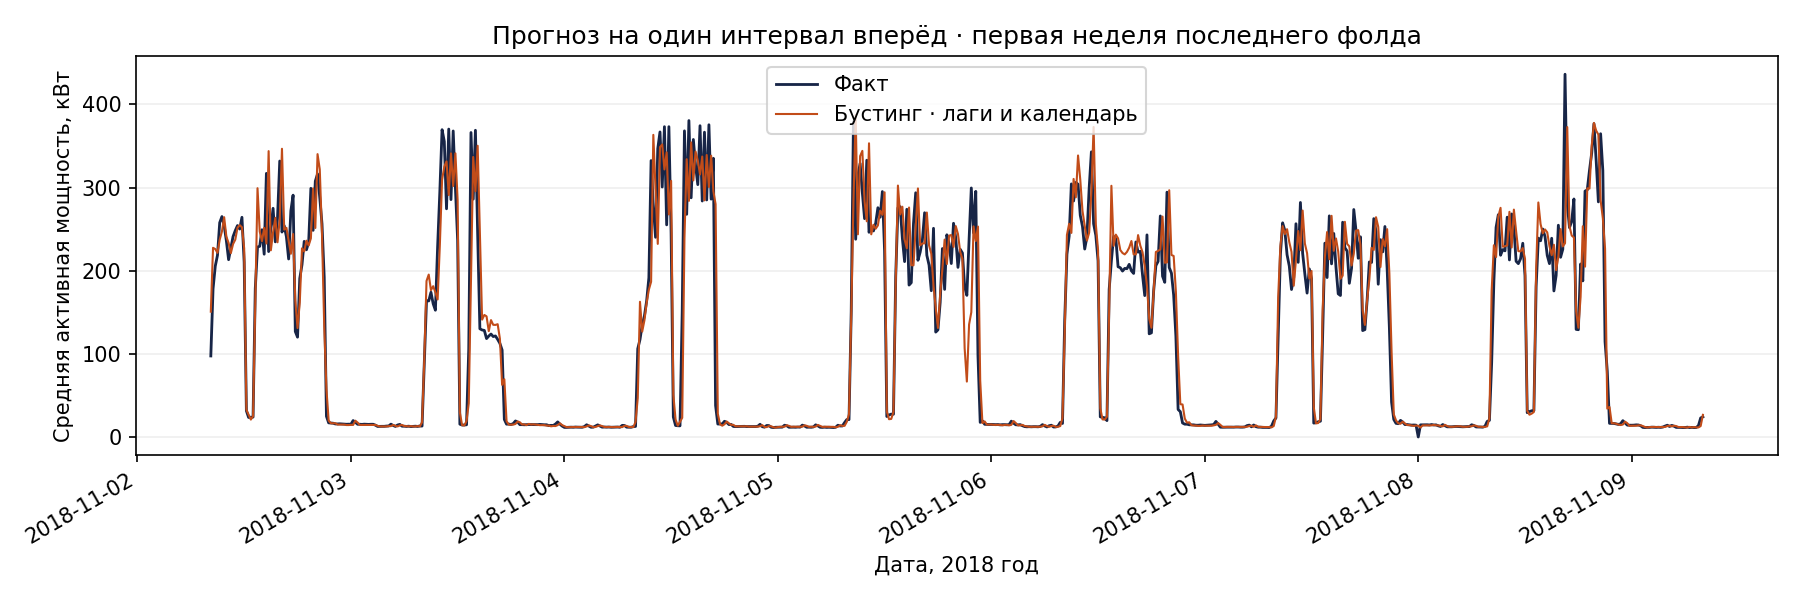 Прогноз на один интервал вперёд · первая неделя последнего фолда
Средняя активная мощность, кВт
400
300
200
100
0
Факт
Бустинг · лаги и календарь
2018-11-02
2018-11-03
2018-11-04
2018-11-05
2018-11-06
2018-11-07
2018-11-08
2018-11-09
Дата, 2018 год